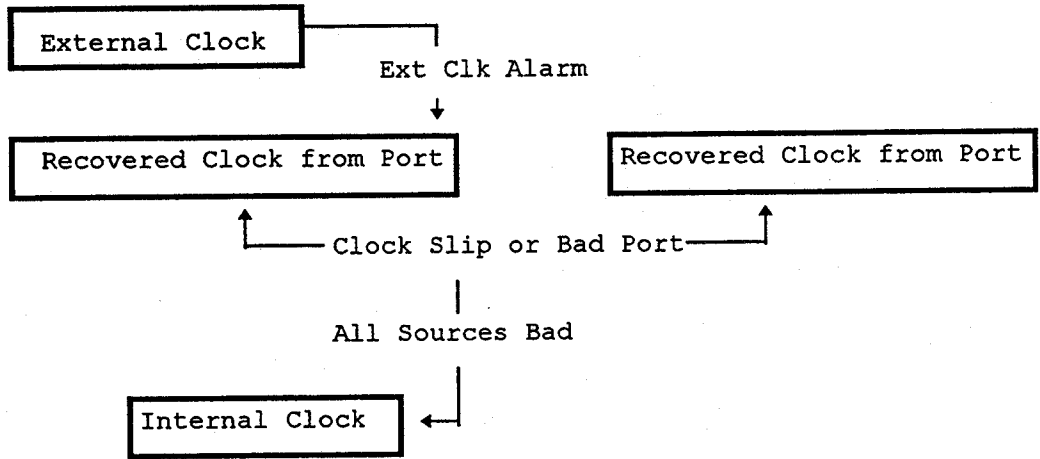 External Clock
Ext Clk Alarm
Recovered Clock from Port
Recovered Clock from Port
Clock Slip or Bad Port
All Sources Bad
Internal Clock